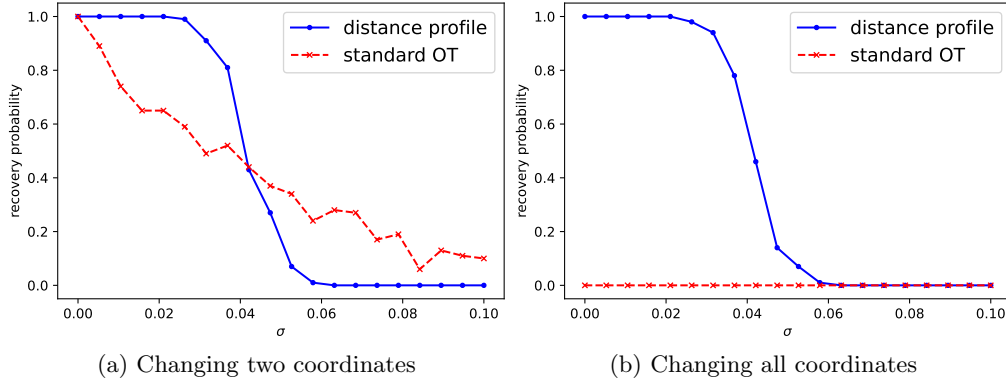 recovery probability
1.0
0.8
0.6
0.4
0.2
0.0
distance profile
standard OT
0.00 0.02 0.04 0.06 0.08 0.10
σ
(a) Changing two coordinates
recovery probability
1.0
0.8
0.6
0.4
0.2
0.0
distance profile
standard OT
0.00 0.02 0.04 0.06 0.08 0.10
σ
(b) Changing all coordinates